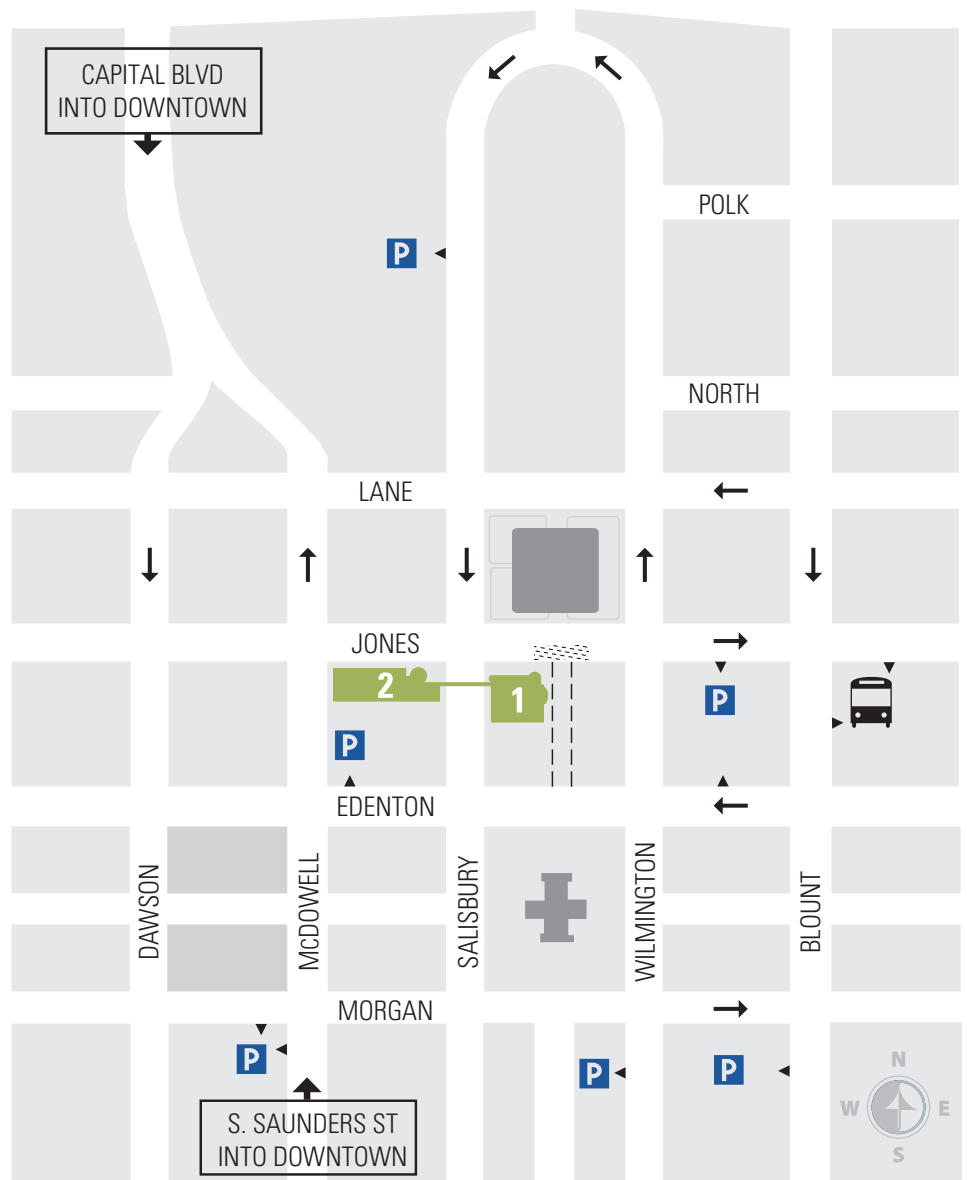 CAPITAL BLVD
INTO DOWNTOWN
POLK
P
NORTH
LANE
JONES
2
1
P
P
EDENTON
DAWSON
MCDOWELL
SALISBURY
WILMINGTON
BLOUNT
MORGAN
P
P
P
N
W
E
S
S. SAUNDERS ST
INTO DOWNTOWN